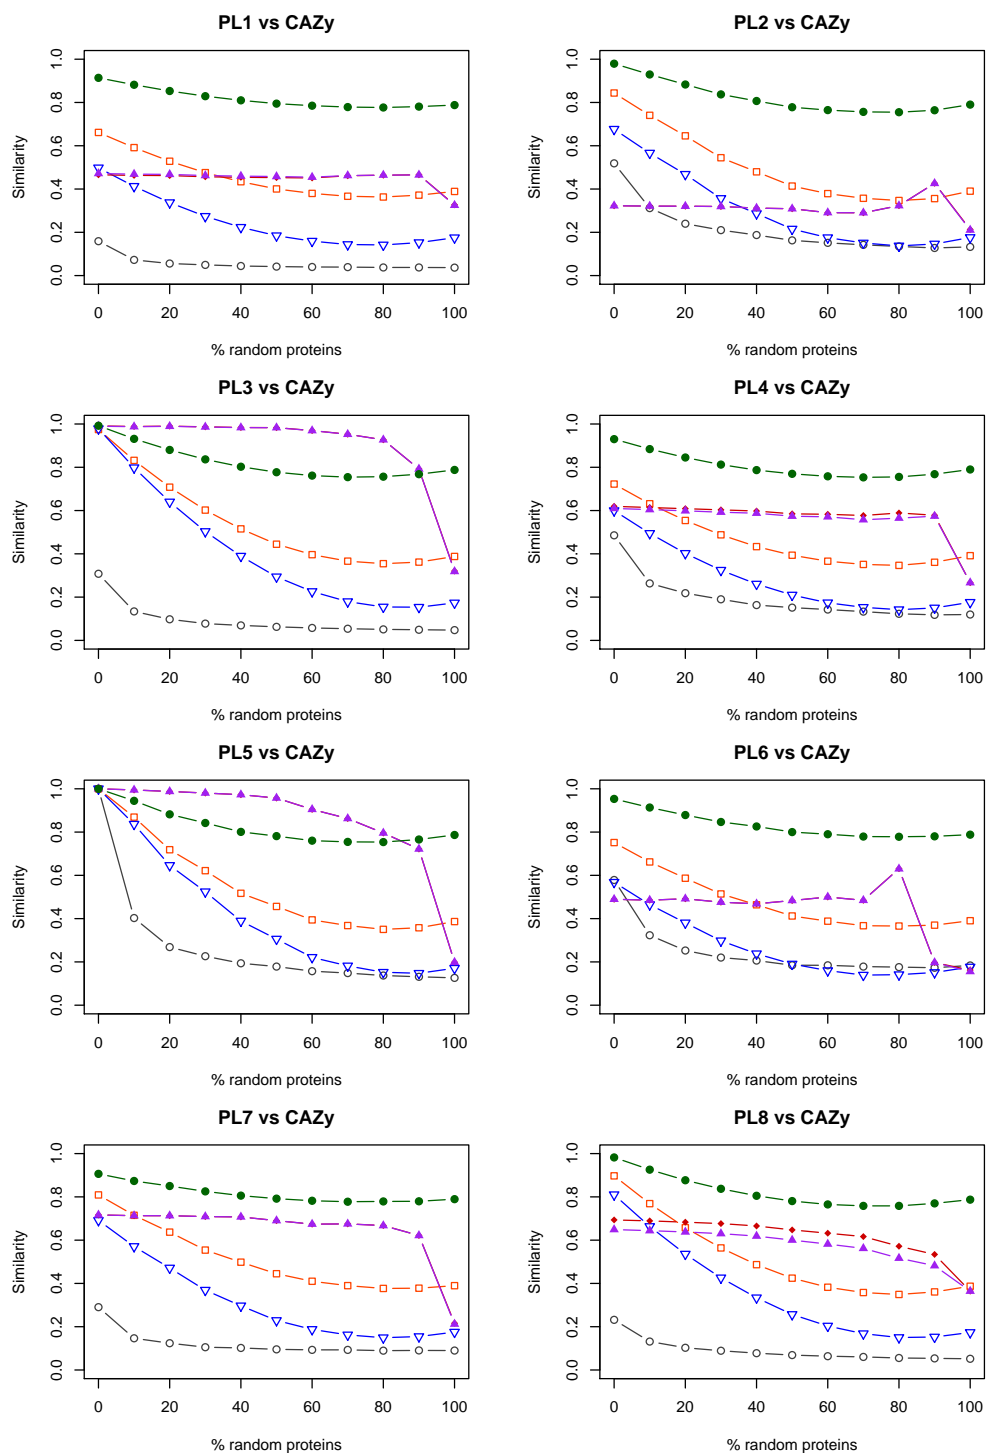 PL1 vs CAZy
Similarity
0.0 0.2 0.4 0.6 0.8 1.0
0 20 40 60 80 100
% random proteins
PL2 vs CAZy
Similarity
0.0 0.2 0.4 0.6 0.8 1.0
0 20 40 60 80 100
% random proteins
PL3 vs CAZy
Similarity
0.0 0.2 0.4 0.6 0.8 1.0
0 20 40 60 80 100
% random proteins
PL4 vs CAZy
Similarity
0.0 0.2 0.4 0.6 0.8 1.0
0 20 40 60 80 100
% random proteins
PL5 vs CAZy
Similarity
0.0 0.2 0.4 0.6 0.8 1.0
0 20 40 60 80 100
% random proteins
PL6 vs CAZy
Similarity
0.0 0.2 0.4 0.6 0.8 1.0
0 20 40 60 80 100
% random proteins
PL7 vs CAZy
Similarity
0.0 0.2 0.4 0.6 0.8 1.0
0 20 40 60 80 100
% random proteins
PL8 vs CAZy
Similarity
0.0 0.2 0.4 0.6 0.8 1.0
0 20 40 60 80 100
% random proteins